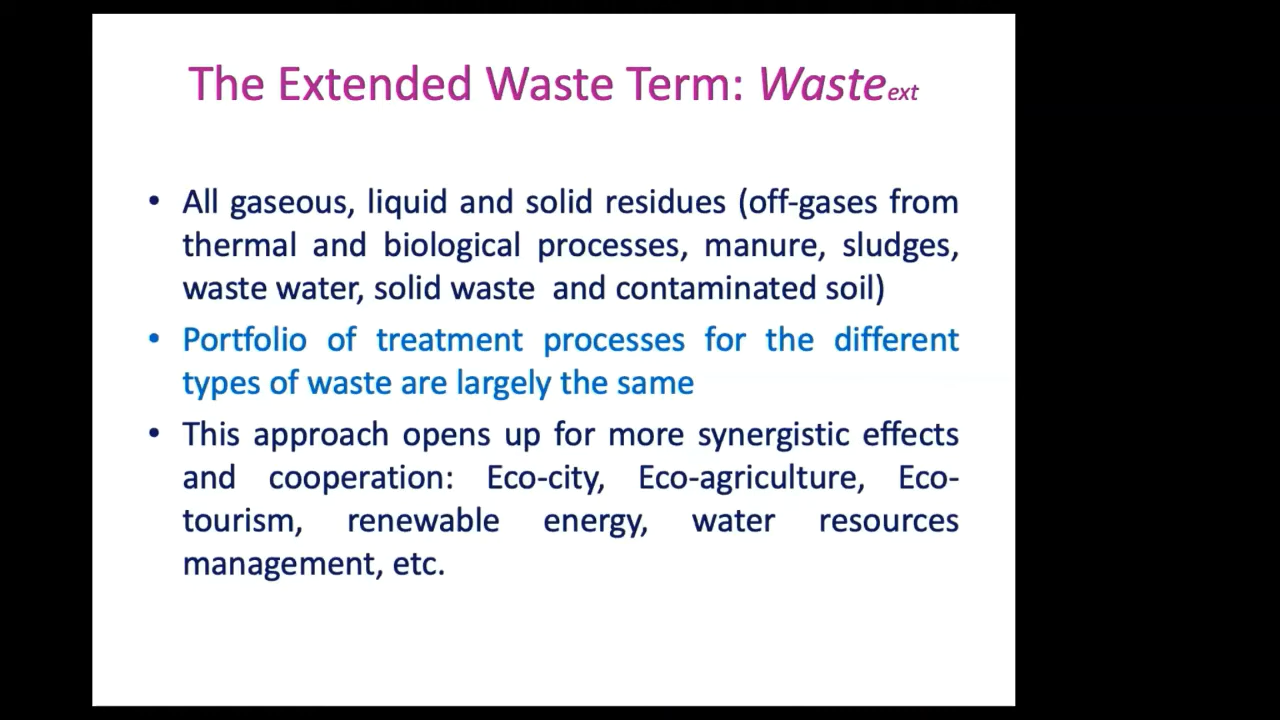 The Extended Waste Term: Waste ext
• All gaseous, liquid and solid residues (off-gases from
thermal and biological processes, manure, sludges,
waste water, solid waste and contaminated soil)
• Portfolio of treatment processes for the different
types of waste are largely the same
• This approach opens up for more synergistic effects
and cooperation: Eco-city, Eco-agriculture, Eco-
tourism, renewable energy, water resources
management, etc.